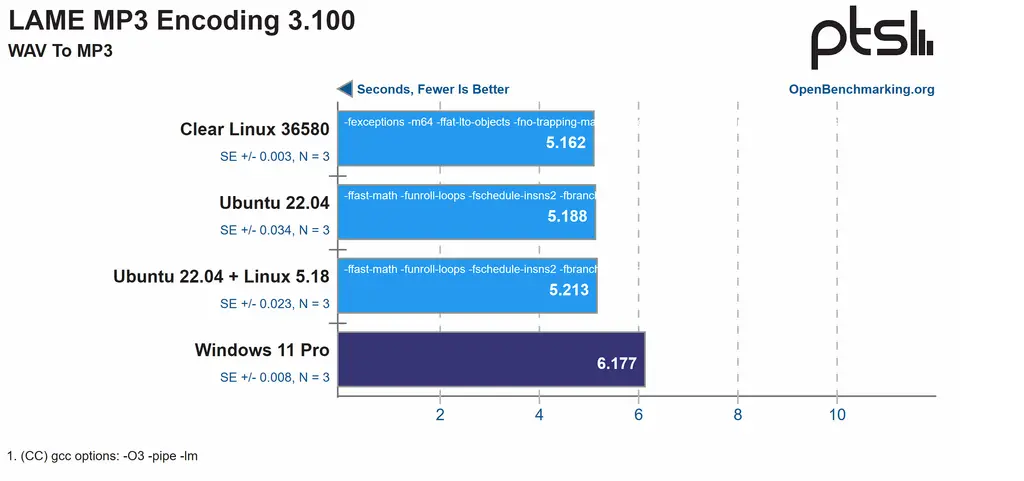 LAME MP3 Encoding 3.100
WAV To MP3
ptsl
Seconds, Fewer Is Better
OpenBenchmarking.org
Clear Linux 36580
SE +/- 0.003, N = 3
-fexceptions -m64 -ffat-lto-objects -fno-trapping-ma
5.162
Ubuntu 22.04
SE +/- 0.034, N = 3
-ffast-math -funroll-loops -fschedule-insns2 -fbranch
5.188
Ubuntu 22.04 + Linux 5.18
SE +/- 0.023, N = 3
-ffast-math -funroll-loops -fschedule-insns2 -fbranch
5.213
Windows 11 Pro
SE +/- 0.008, N = 3
6.177
2 4 6 8 10
1. (CC) gcc options: -O3 -pipe -lm